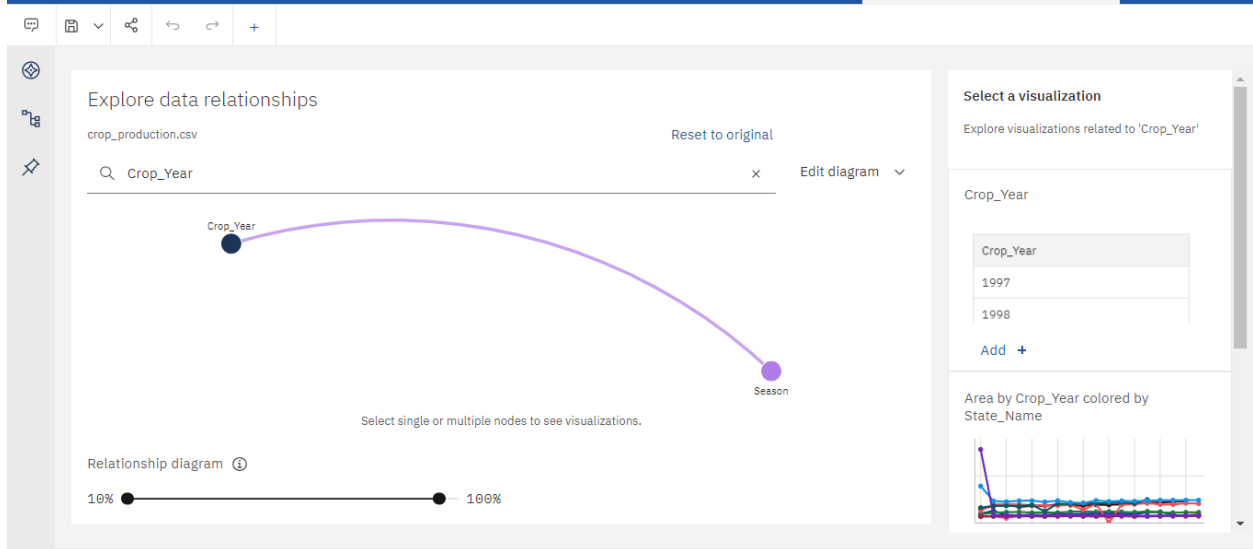 Explore data relationships
crop_production.csv
Reset to original
Crop_Year
Edit diagram
Crop_Year
Season
Select single or multiple nodes to see visualizations.
Relationship diagram
10%
100%
Select a visualization
Explore visualizations related to 'Crop_Year'
Crop_Year
Crop_Year
1997
1998
Add +
Area by Crop_Year colored by
State_Name